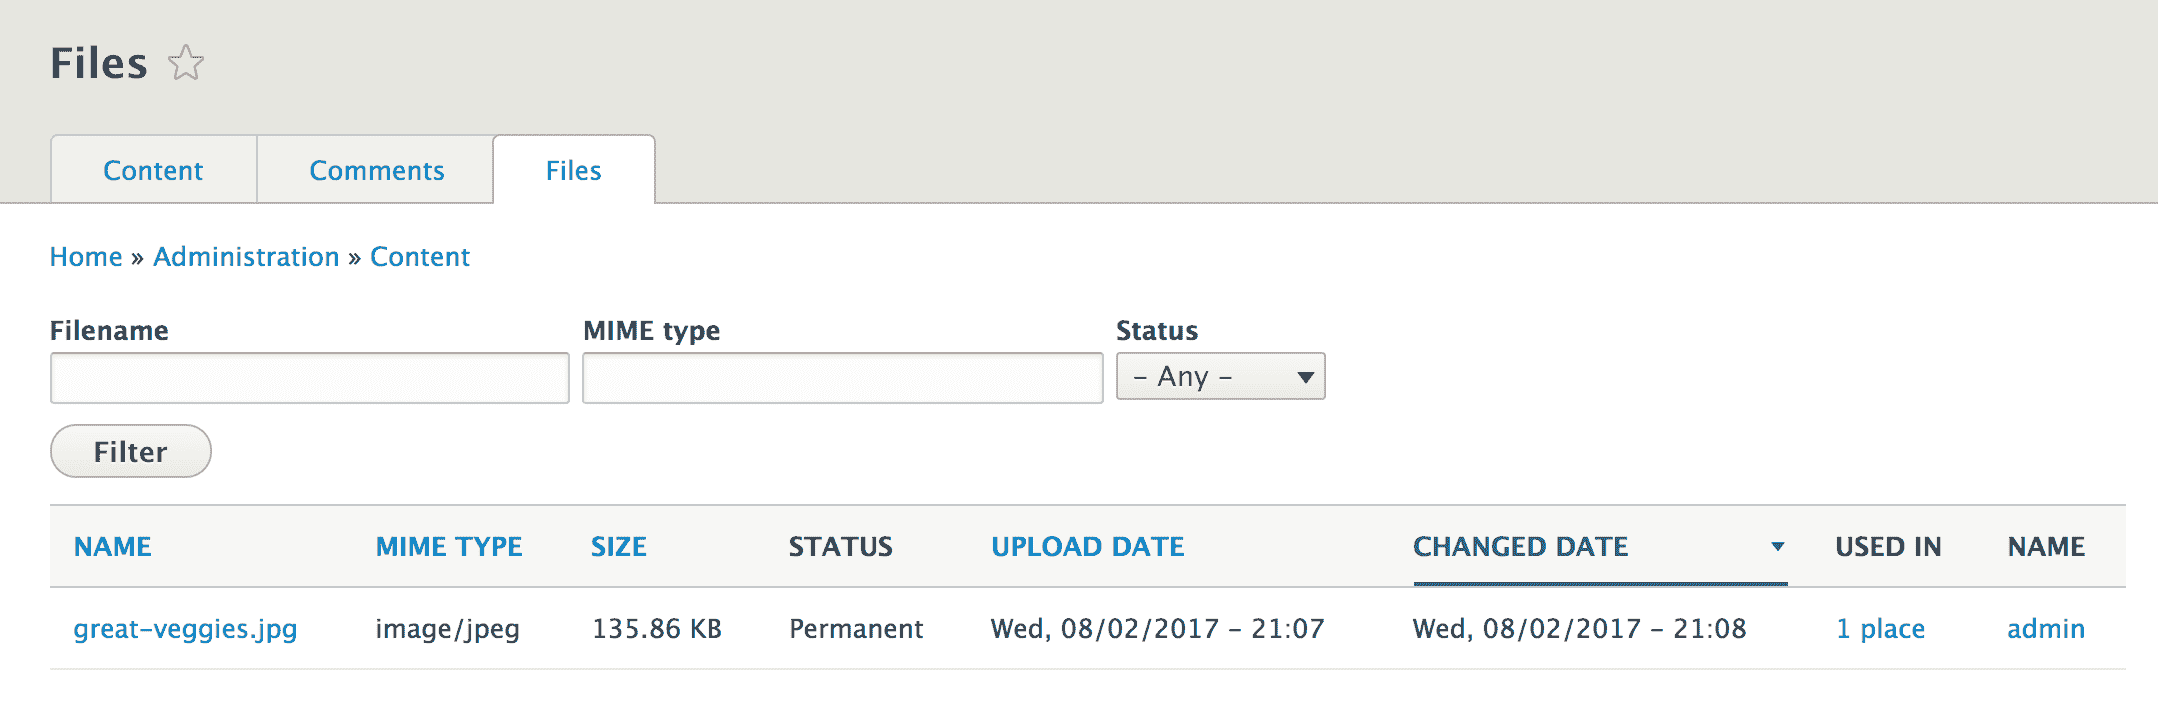 Files
Content Comments Files
Home » Administration » Content
Filename MIME type Status
- Any -
Filter
NAME MIME TYPE SIZE STATUS UPLOAD DATE CHANGED DATE USED IN NAME
great-veggies.jpg image/jpeg 135.86 KB Permanent Wed, 08/02/2017 - 21:07 Wed, 08/02/2017 - 21:08 1 place admin